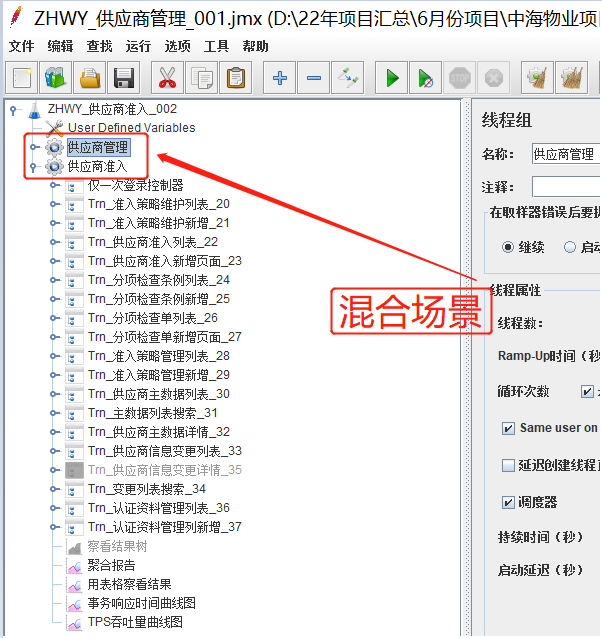 ZHWY_供应商管理_001.jmx (D:\22年项目汇总\6月份项目\中海物业项
文件 编辑 查找 运行 选项 工具 帮助
ZHWY_供应商准入_002
User Defined Variables
供应商管理
供应商准入
仅一次登录控制器
Trn_准入策略维护列表_20
Trn_准入策略维护新增_21
Trn_供应商准入列表_22
Trn_供应商准入新增页面_23
Trn_分项检查条例列表_24
Trn_分项检查条例新增_25
Trn_分项检查单列表_26
Trn_分项检查单新增页面_27
Trn_准入策略管理列表_28
Trn_准入策略管理新增_29
Trn_供应商主数据列表_30
Trn_主数据列表搜索_31
Trn_供应商主数据详情_32
Trn_供应商信息变更列表_33
Trn_供应商信息变更详情_35
Trn_变更列表搜索_34
Trn_认证资料管理列表_36
Trn_认证资料管理列新增_37
察看结果树
聚合报告
用表格察看结果
事务响应时间曲线图
TPS吞吐量曲线图
混合场景
线程组
名称： 供应商管理
注释：
在取样器错误后要执
继续 启动
线程属性
线程数：
Ramp-Up时间（秒
循环次数
Same user on
延迟创建线程直
调度器
持续时间（秒）
启动延迟（秒）